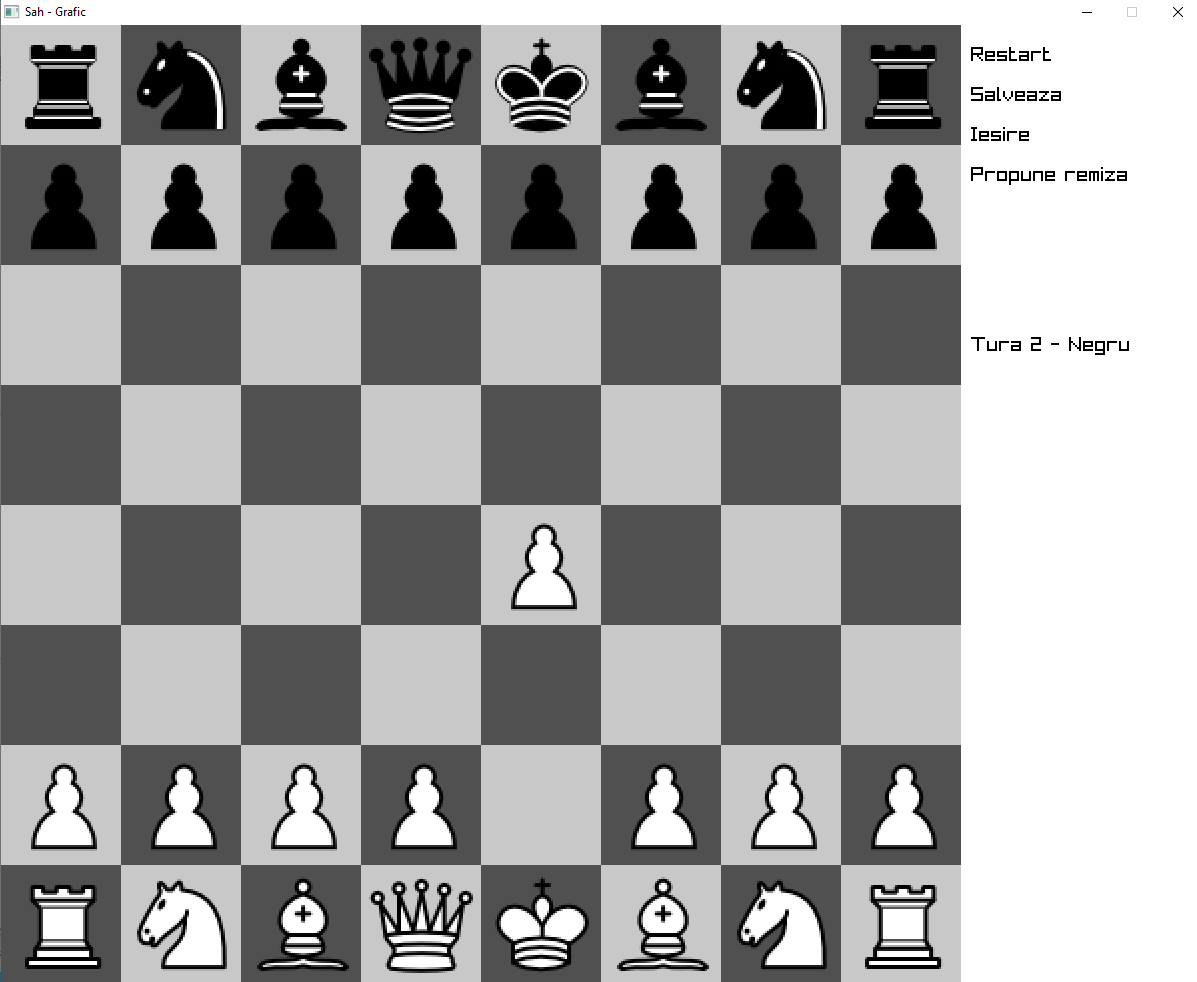 Sah - Grafic
Restart
Salveaza
Iesire
Propune remiza
Tura 2 - Negru